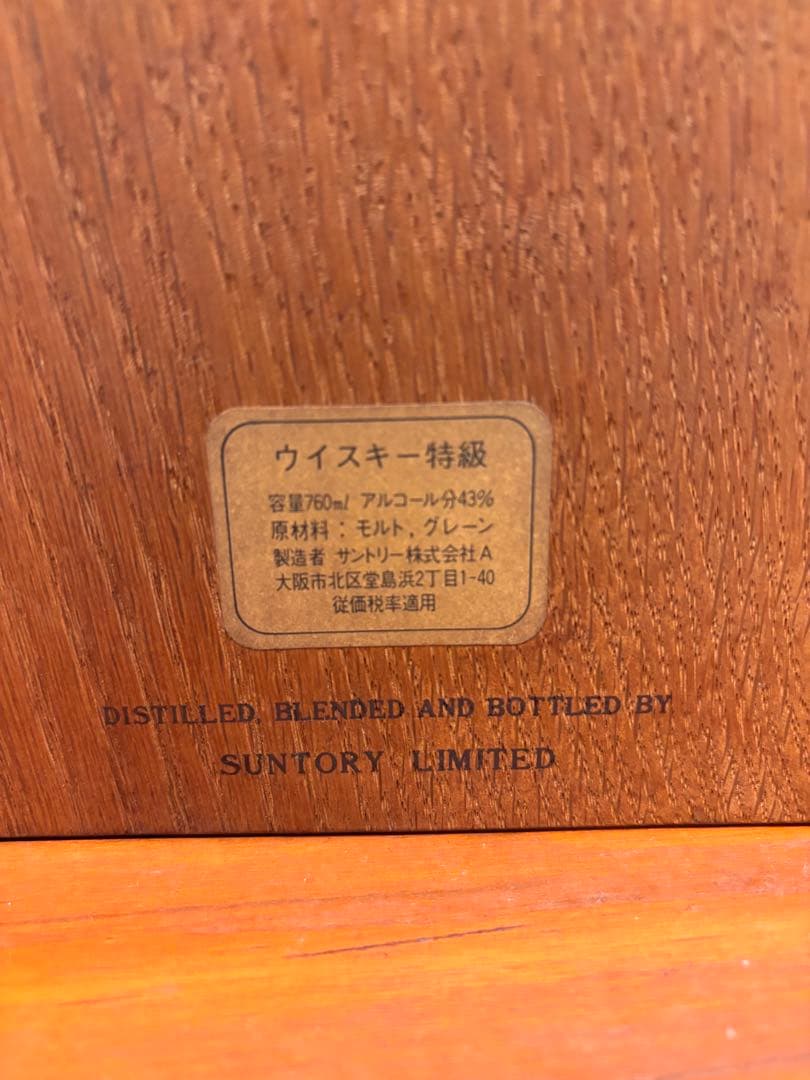 ウイスキー特級
容量760ml アルコール分43%
原材料：モルト,グレーン
製造者 サントリー株式会社A
大阪市北区堂島浜2丁目1-40
従価税率適用
DISTILLED, BLENDED AND BOTTLED BY
SUNTORY LIMITED